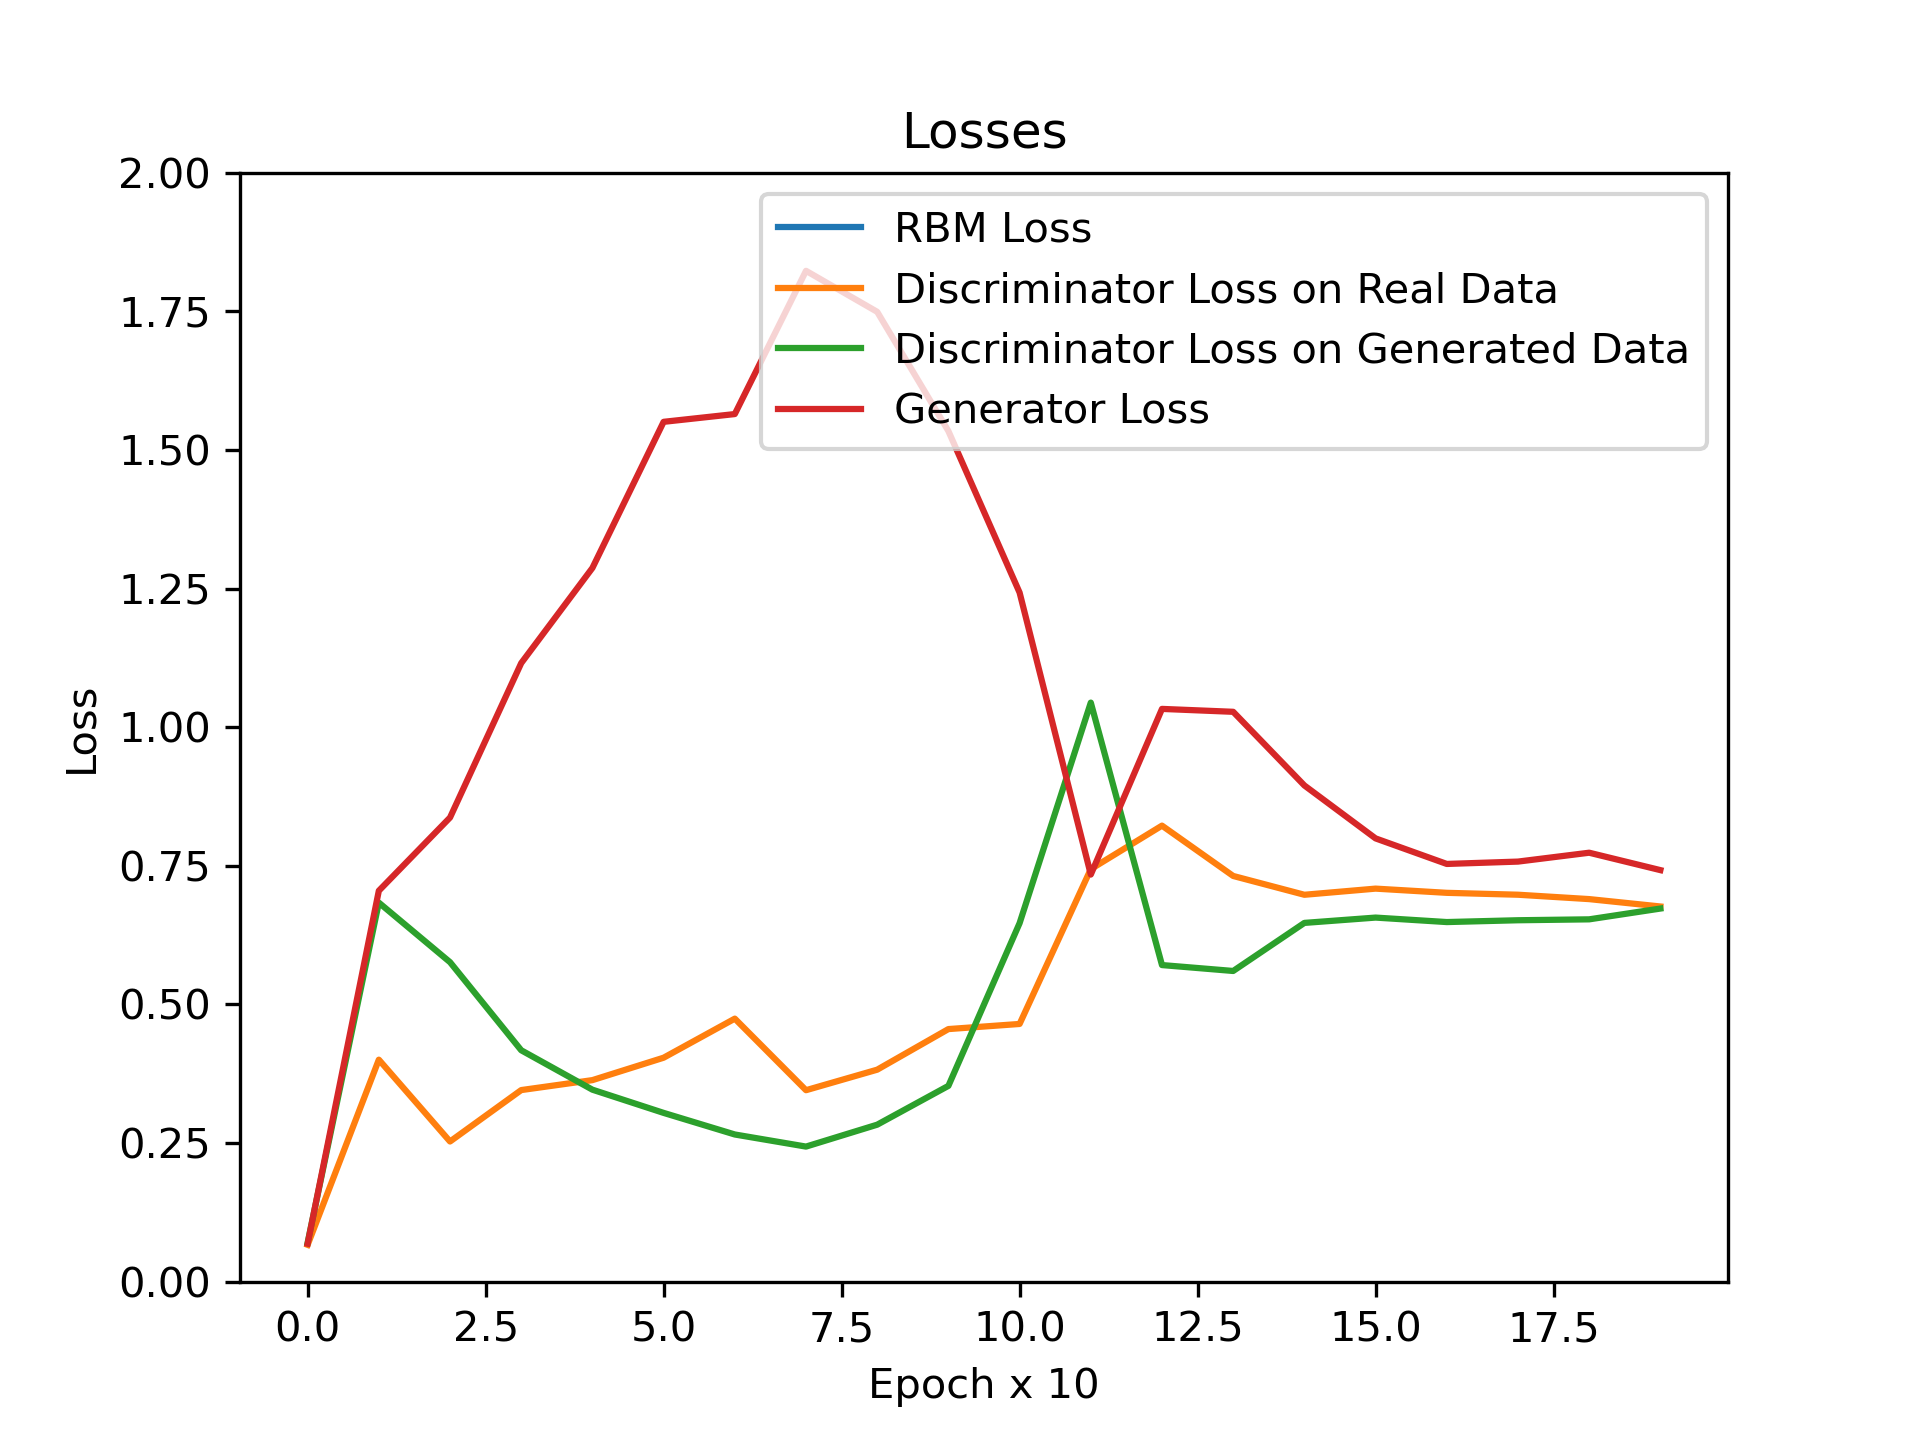 Losses
2.00
1.75
1.50
1.25
1.00
0.75
0.50
0.25
0.00
Loss
RBM Loss
Discriminator Loss on Real Data
Discriminator Loss on Generated Data
Generator Loss
0.0 2.5 5.0 7.5 10.0 12.5 15.0 17.5
Epoch x 10